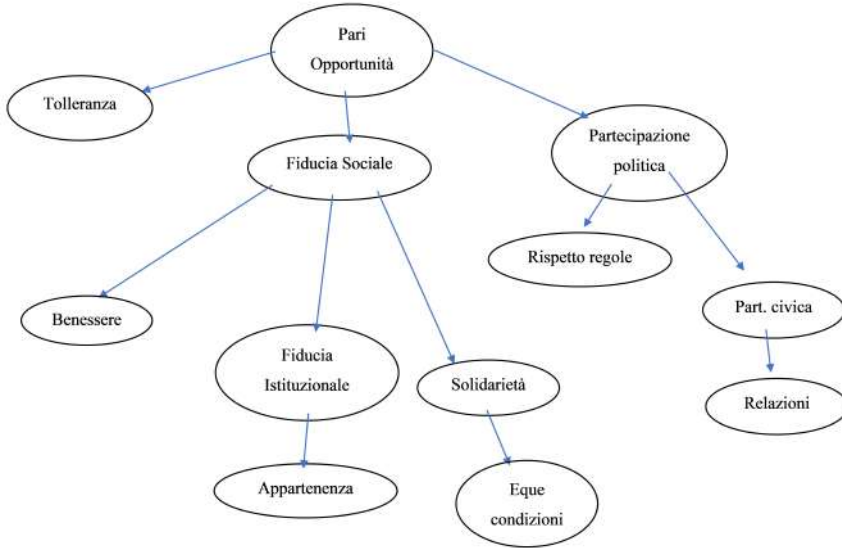 Pari
Opportunità
Tolleranza
Partecipazione
politica
Fiducia Sociale
Rispetto regole
Benessere
Part. civica
Fiducia
Istituzionale
Solidarietà
Relazioni
Appartenenza
Eque
condizioni